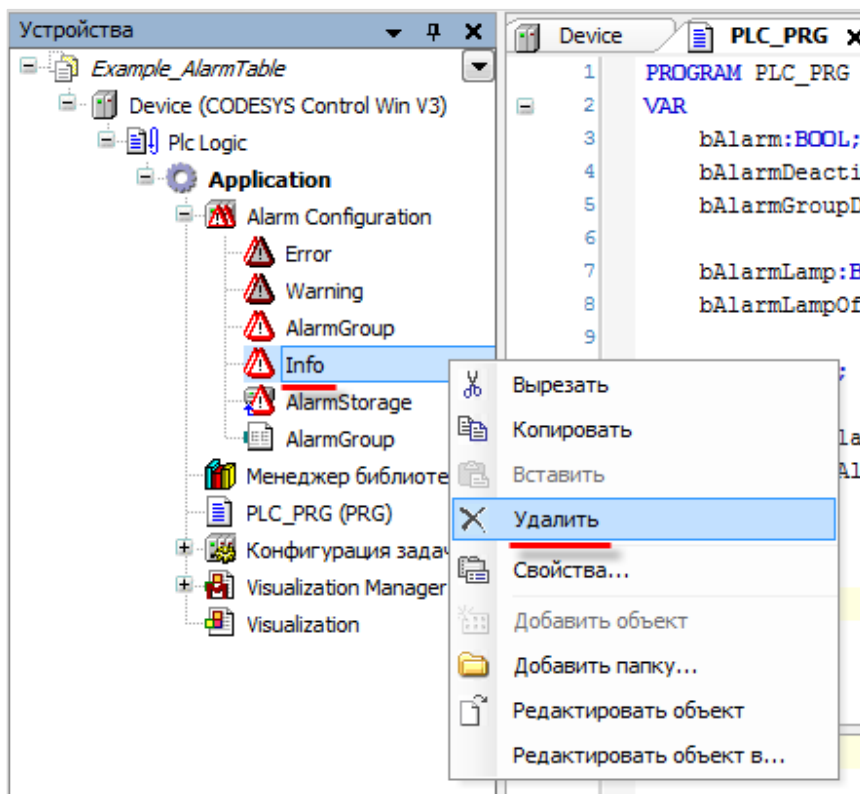 Устройства
Example_AlarmTable
Device (CODESYS Control Win V3)
Plc Logic
Application
Alarm Configuration
Error
Warning
AlarmGroup
Info
AlarmStorage
AlarmGroup
Менеджер библиоте
PLC_PRG (PRG)
Конфигурация задач
Visualization Manager
Visualization
Device
PLC_PRG
1 PROGRAM PLC_PRG
2 VAR
3 bAlarm:BOOL;
4 bAlarmDeacti
5 bAlarmGroupD
6
7 bAlarmLamp:B
8 bAlarmLampOf
9
;
la
Al
Вырезать
Копировать
Вставить
Удалить
Свойства...
Добавить объект
Добавить папку...
Редактировать объект
Редактировать объект в...